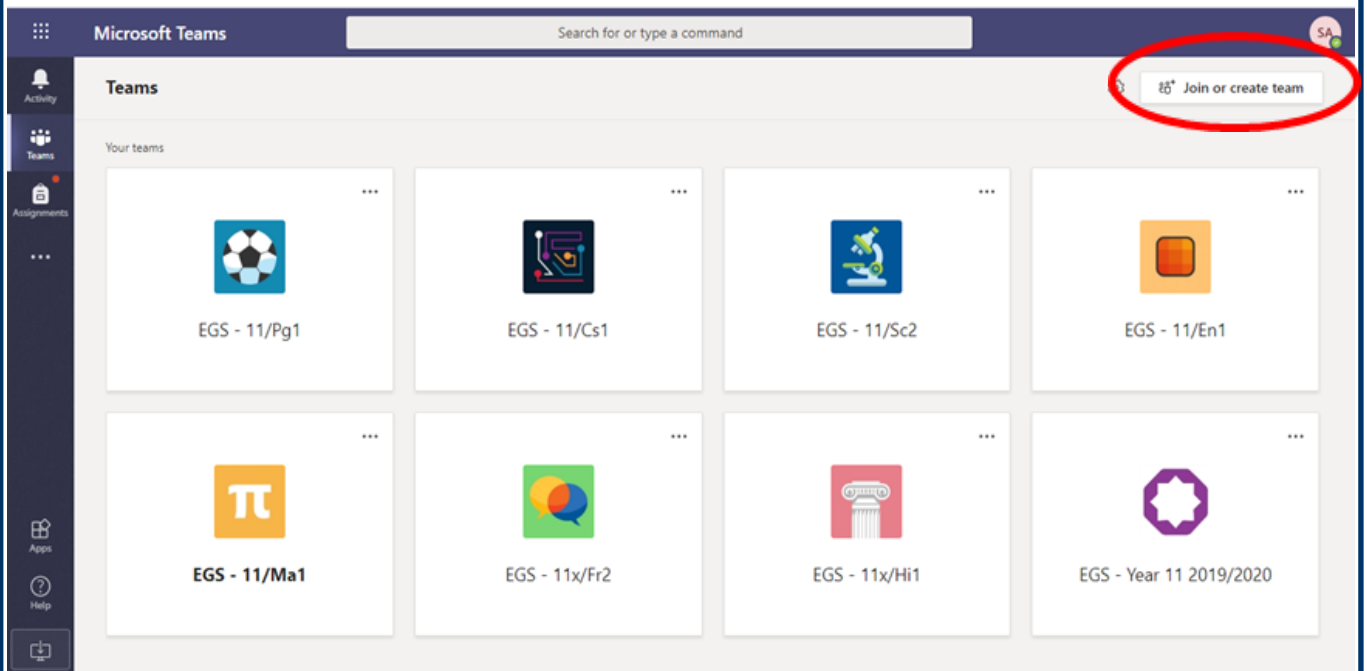 Microsoft Teams
Search for or type a command
SA
Activity
Teams
Assignments
Apps
Help
Teams
Join or create team
Your teams
EGS - 11/Pg1
EGS - 11/Cs1
EGS - 11/Sc2
EGS - 11/En1
π
EGS - 11/Ma1
EGS - 11x/Fr2
EGS - 11x/Hi1
EGS - Year 11 2019/2020